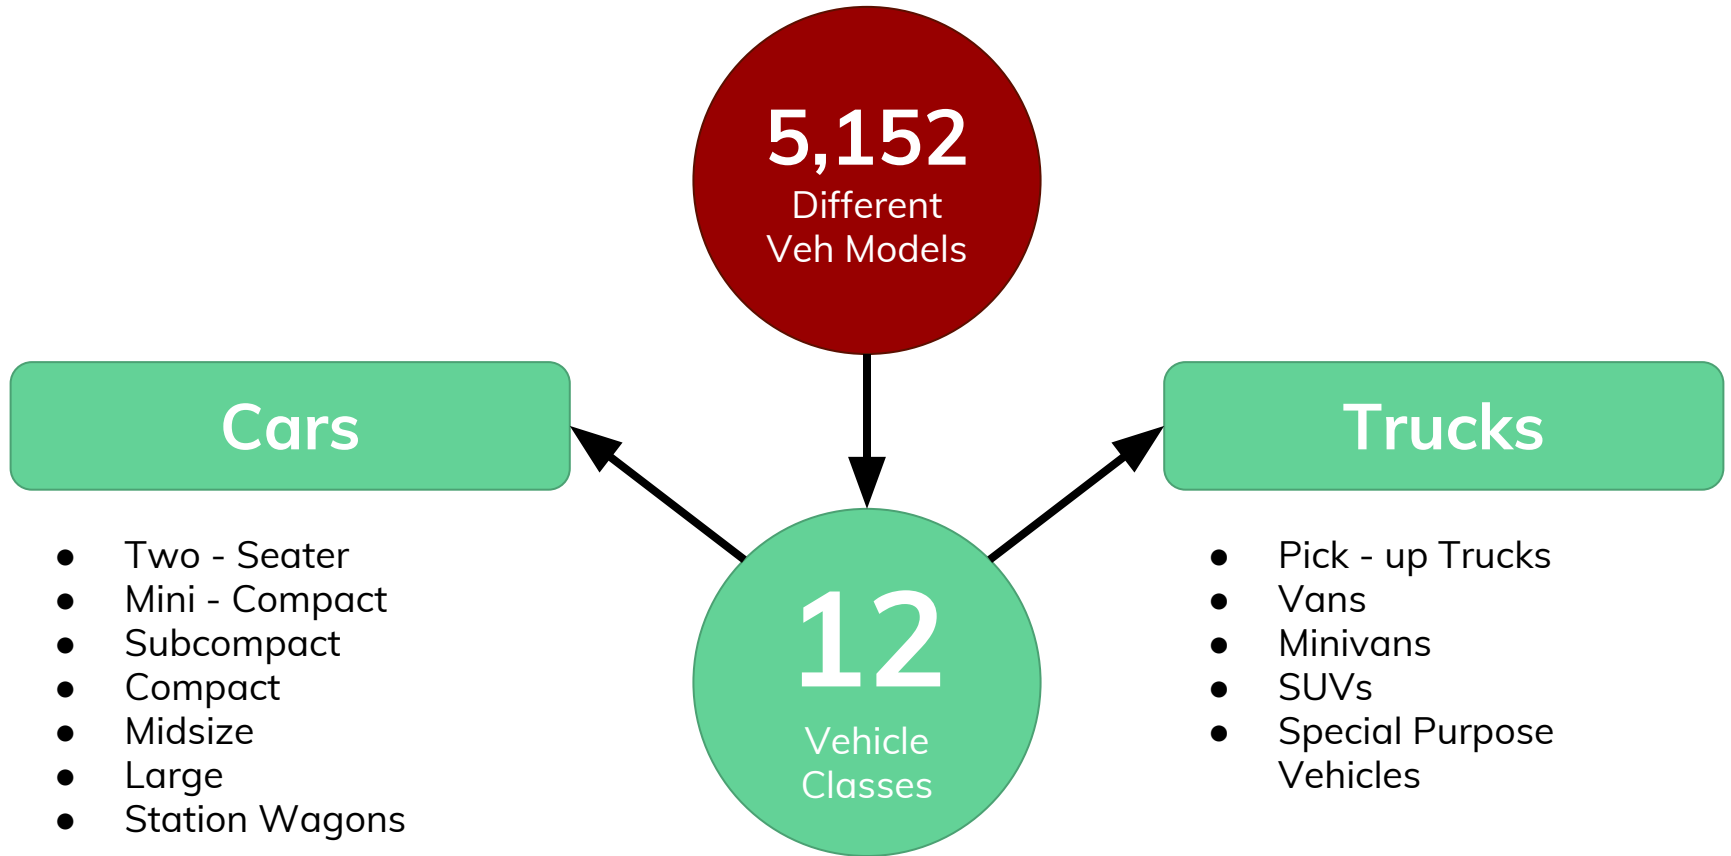 5,152
Different
Veh Models
Cars
Trucks
● Two - Seater
● Mini - Compact
● Subcompact
● Compact
● Midsize
● Large
● Station Wagons
12
Vehicle
Classes
● Pick - up Trucks
● Vans
● Minivans
● SUVs
● Special Purpose
Vehicles